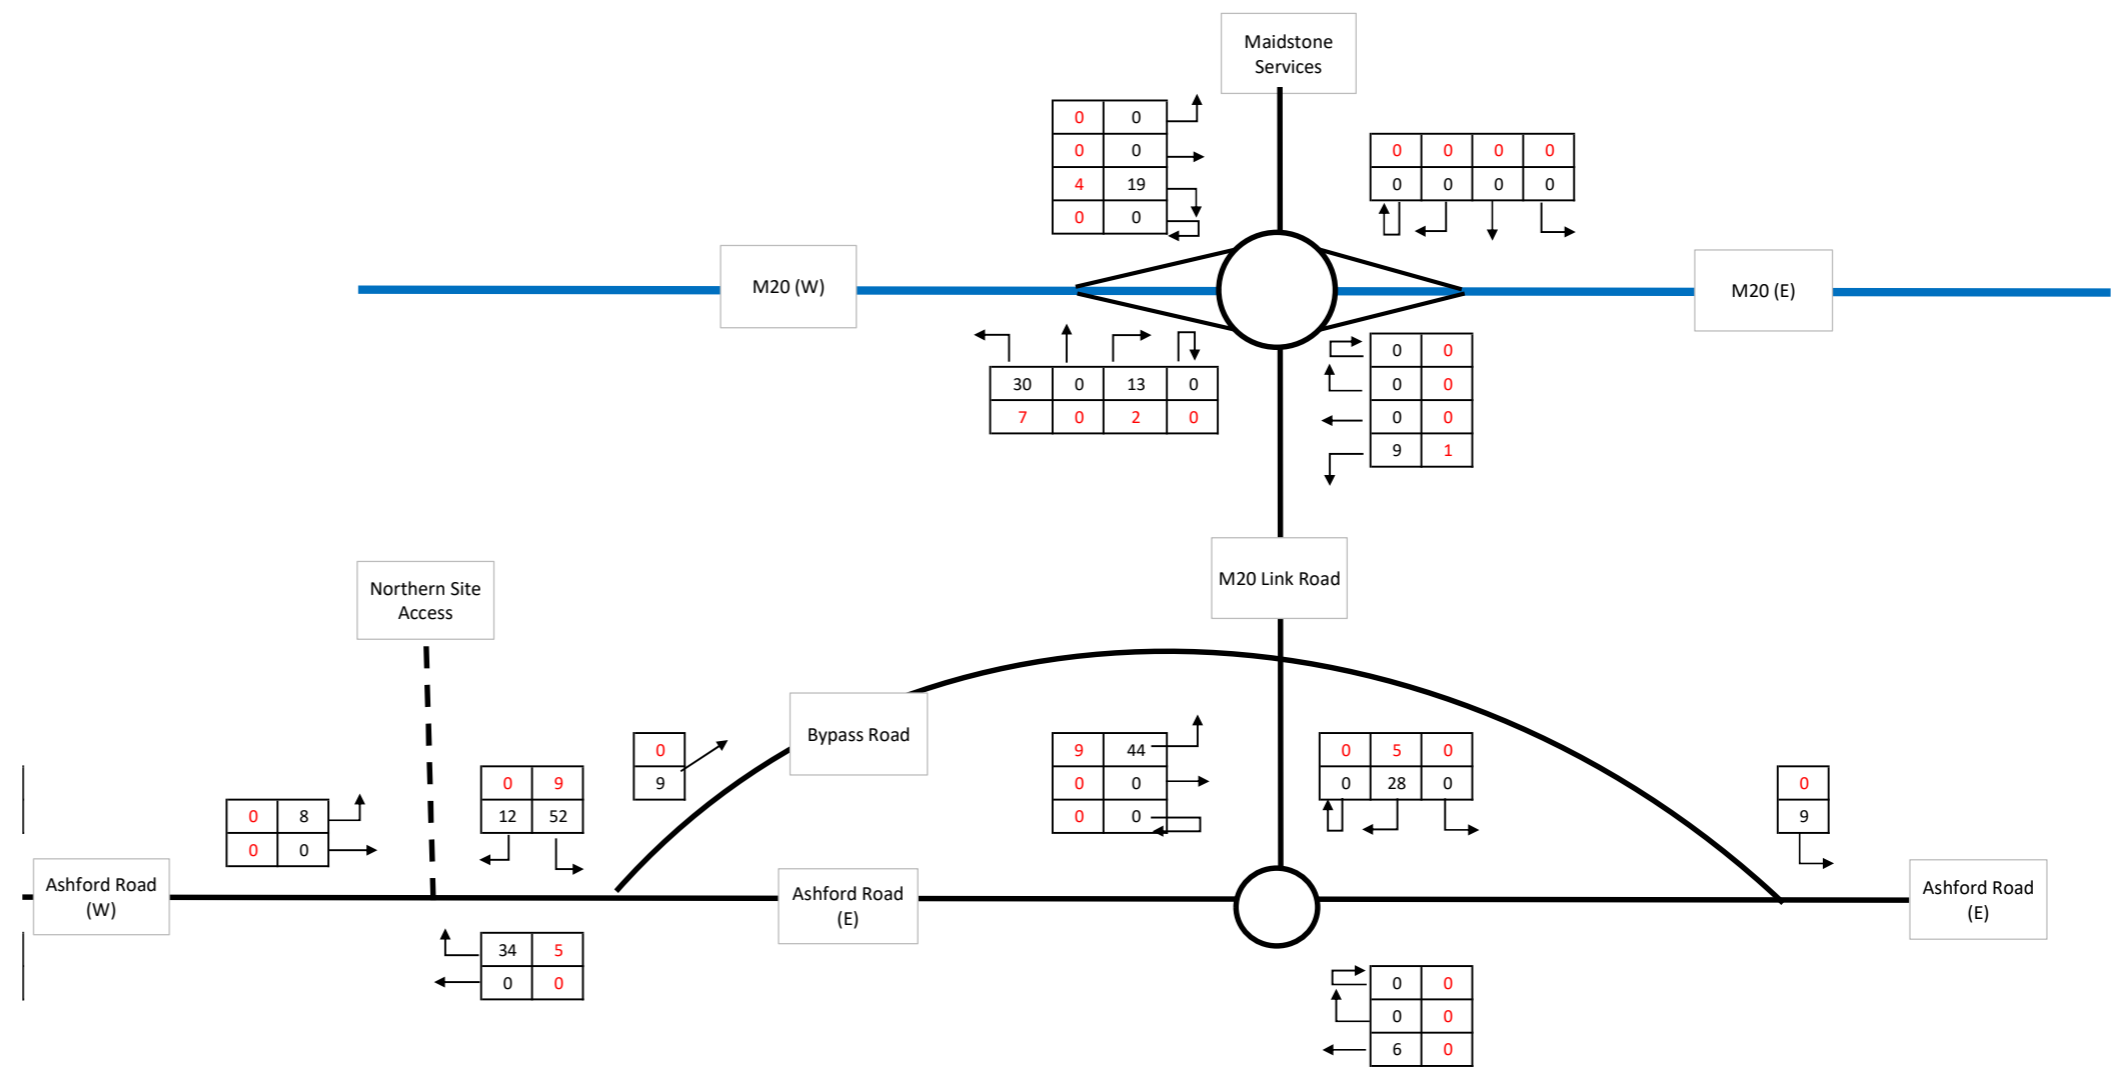 Maidstone
Services
0 0
0 0
4 19
0 0
0 0 0 0
0 0 0 0
M20 (W)
M20 (E)
30 0 13 0
7 0 2 0
0 0
0 0
0 0
9 1
M20 Link Road
Northern Site
Access
Bypass Road
0 8
0 0
0 9
12 52
0
9
9 44
0 0
0 0
0 5 0
0 28 0
0
9
Ashford Road
(W)
Ashford Road
(E)
Ashford Road
(E)
34 5
0 0
0 0
0 0
6 0